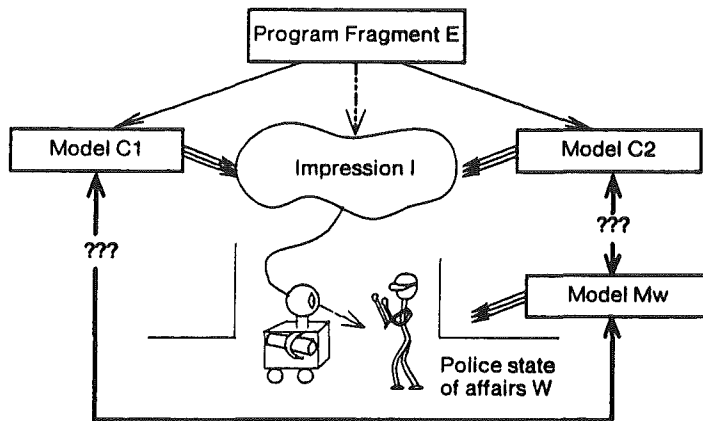 Program Fragment E
Model C1
Impression I
Model C2
???
???
Model Mw
Police state
of affairs W